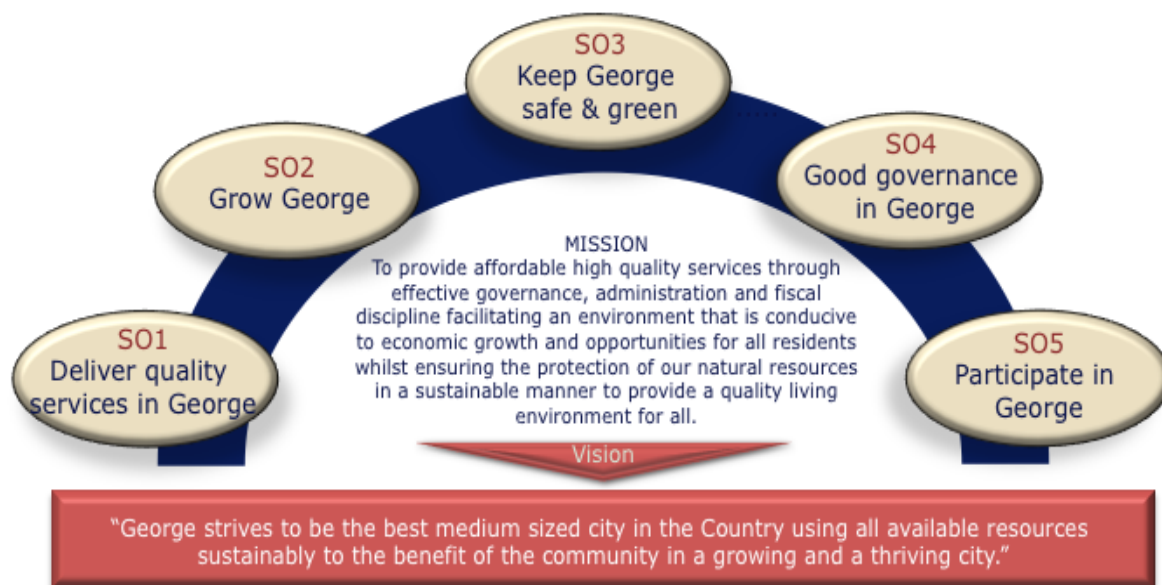 SO3
Keep George
safe & green
SO2
Grow George
SO4
Good governance
in George
SO1
Deliver quality
services in George
SO5
Participate in
George
MISSION
To provide affordable high quality services through
effective governance, administration and fiscal
discipline facilitating an environment that is conducive
to economic growth and opportunities for all residents
whilst ensuring the protection of our natural resources
in a sustainable manner to provide a quality living
environment for all.
Vision
“George strives to be the best medium sized city in the Country using all available resources
sustainably to the benefit of the community in a growing and a thriving city.”